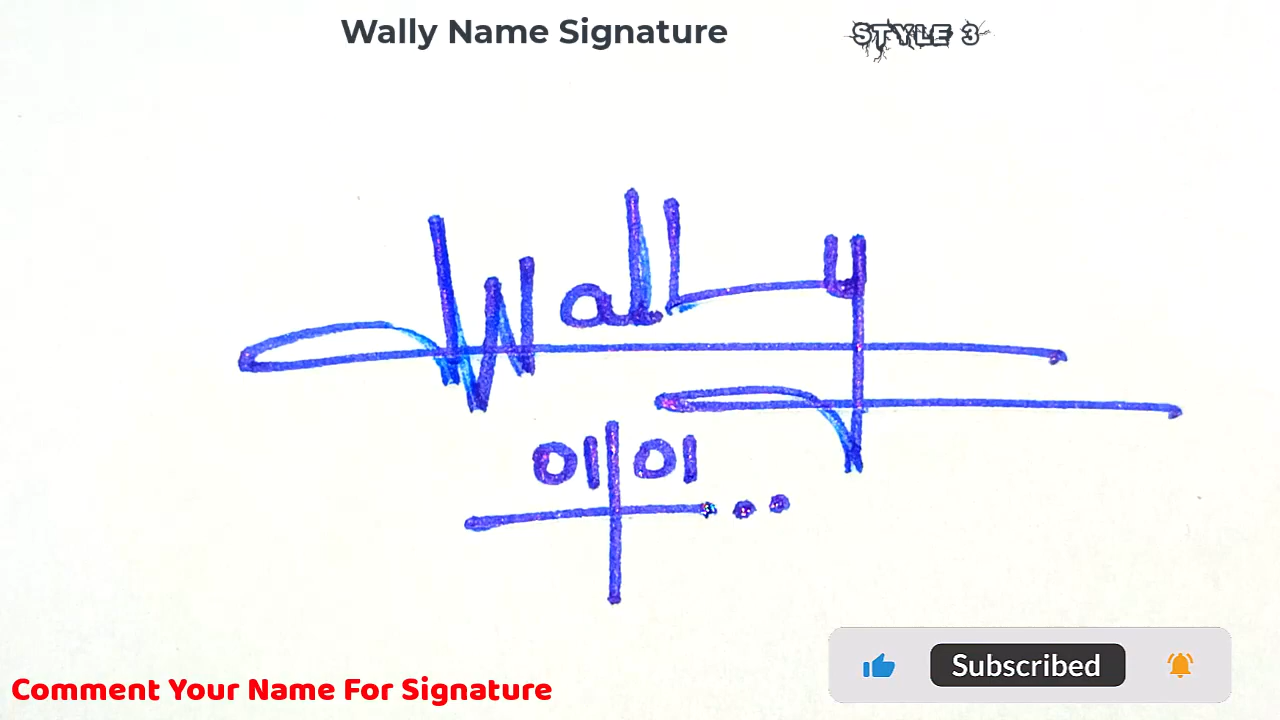 Wally Name Signature STYLE 3
Wally
01 01
Comment Your Name For Signature
Subscribed